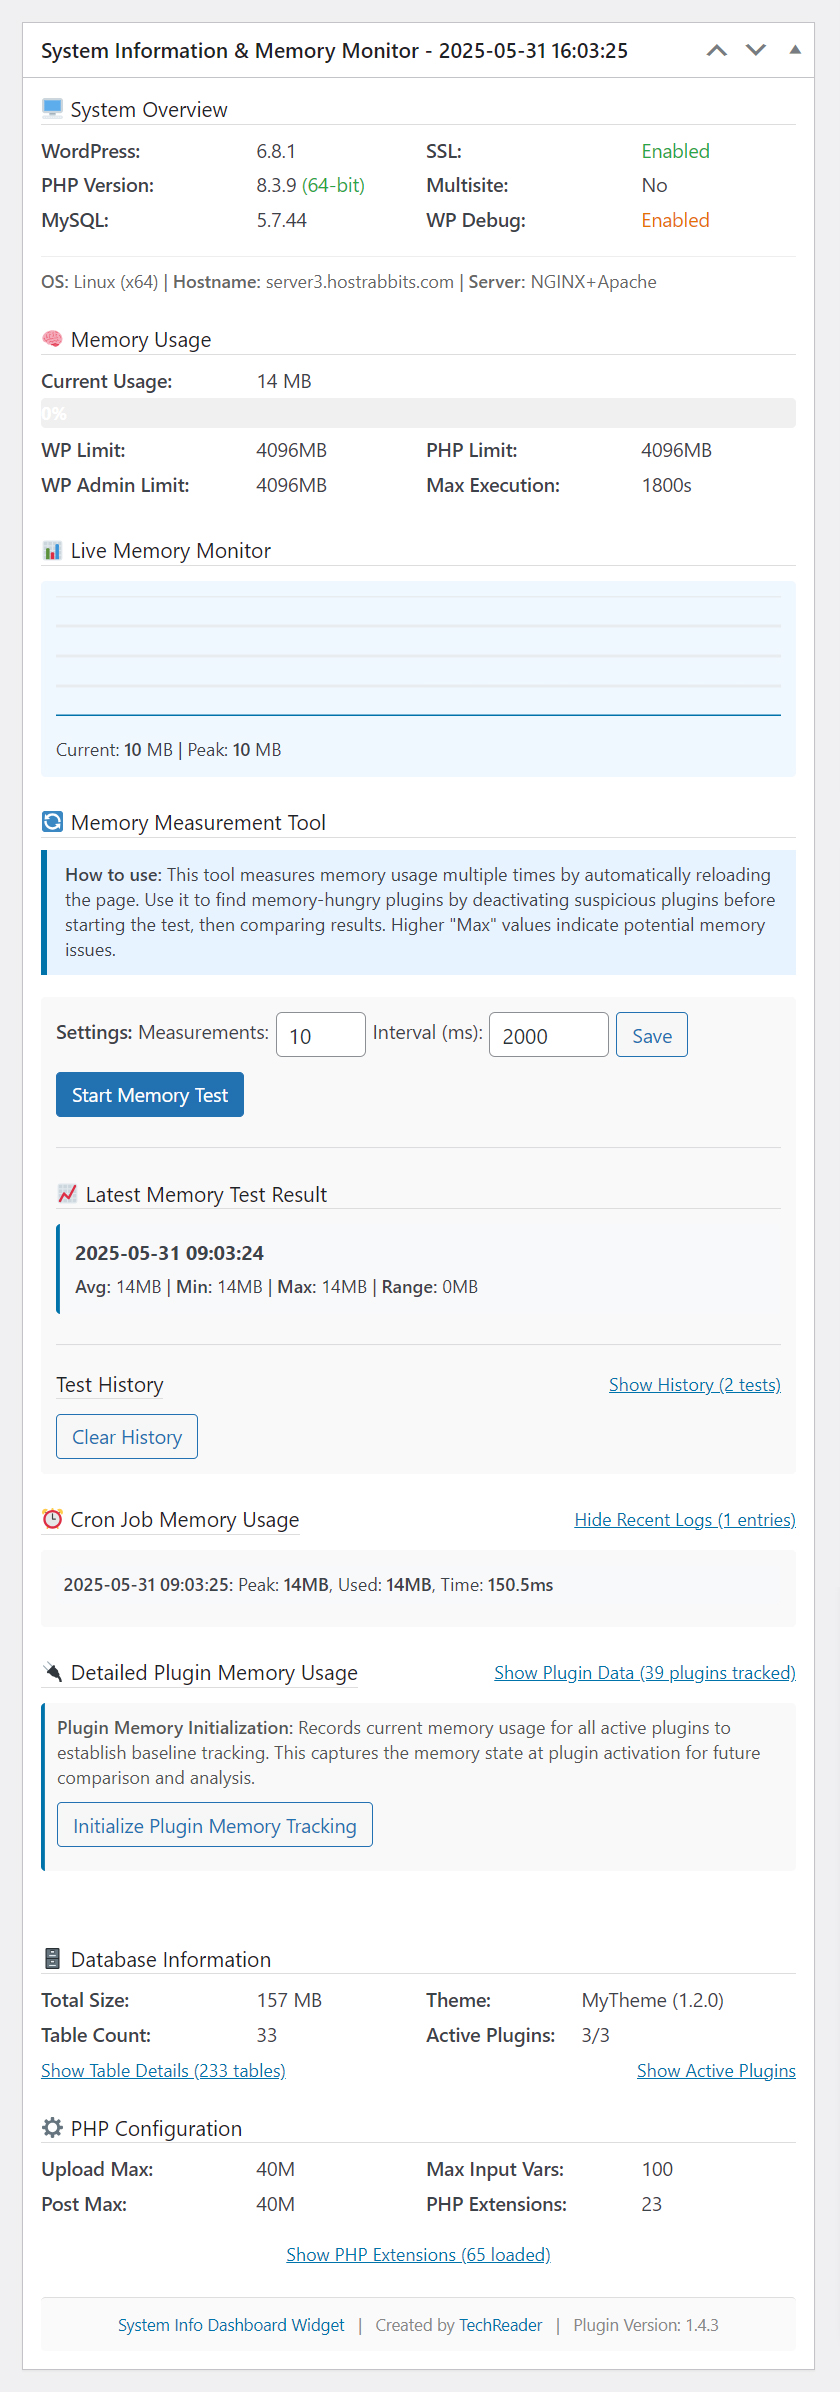 System Information & Memory Monitor - 2025-05-31 16:03:25
System Overview
WordPress: 6.8.1 SSL: Enabled
PHP Version: 8.3.9 (64-bit) Multisite: No
MySQL: 5.7.44 WP Debug: Enabled
OS: Linux (x64) | Hostname: server3.hostrabbits.com | Server: NGINX+Apache
Memory Usage
Current Usage: 14 MB
0%
WP Limit: 4096MB PHP Limit: 4096MB
WP Admin Limit: 4096MB Max Execution: 1800s
Live Memory Monitor
Current: 10 MB | Peak: 10 MB
Memory Measurement Tool
How to use: This tool measures memory usage multiple times by automatically reloading
the page. Use it to find memory-hungry plugins by deactivating suspicious plugins before
starting the test, then comparing results. Higher "Max" values indicate potential memory
issues.
Settings: Measurements: 10 Interval (ms): 2000 Save
Start Memory Test
Latest Memory Test Result
2025-05-31 09:03:24
Avg: 14MB | Min: 14MB | Max: 14MB | Range: 0MB
Test History Show History (2 tests)
Clear History
Cron Job Memory Usage Hide Recent Logs (1 entries)
2025-05-31 09:03:25: Peak: 14MB, Used: 14MB, Time: 150.5ms
Detailed Plugin Memory Usage Show Plugin Data (39 plugins tracked)
Plugin Memory Initialization: Records current memory usage for all active plugins to
establish baseline tracking. This captures the memory state at plugin activation for future
comparison and analysis.
Initialize Plugin Memory Tracking
Database Information
Total Size: 157 MB Theme: MyTheme (1.2.0)
Table Count: 33 Active Plugins: 3/3
Show Table Details (233 tables) Show Active Plugins
PHP Configuration
Upload Max: 40M Max Input Vars: 100
Post Max: 40M PHP Extensions: 23
Show PHP Extensions (65 loaded)
System Info Dashboard Widget | Created by TechReader | Plugin Version: 1.4.3